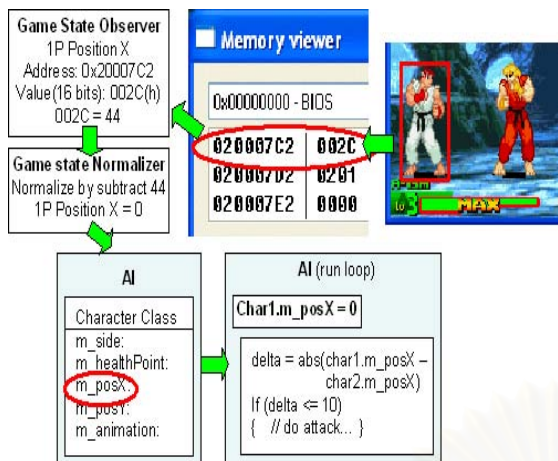 Game State Observer
1P Position X
Address: 0x20007C2
Value(16 bits): 002C(h)
002C = 44
Memory viewer
0x00000000 - BIOS
020007C2 002C
020007D2 0201
020007E2 0000
Lv 3 MAX
Game state Normalizer
Normalize by subtract 44
1P Position X = 0
AI
Character Class
m_side:
m_healthPoint:
m_posX:
m_posY:
m_animation:
AI (run loop)
Char1.m_posX = 0
delta = abs(char1.m_posX –
char2.m_posX)
If (delta <= 10)
{ // do attack... }